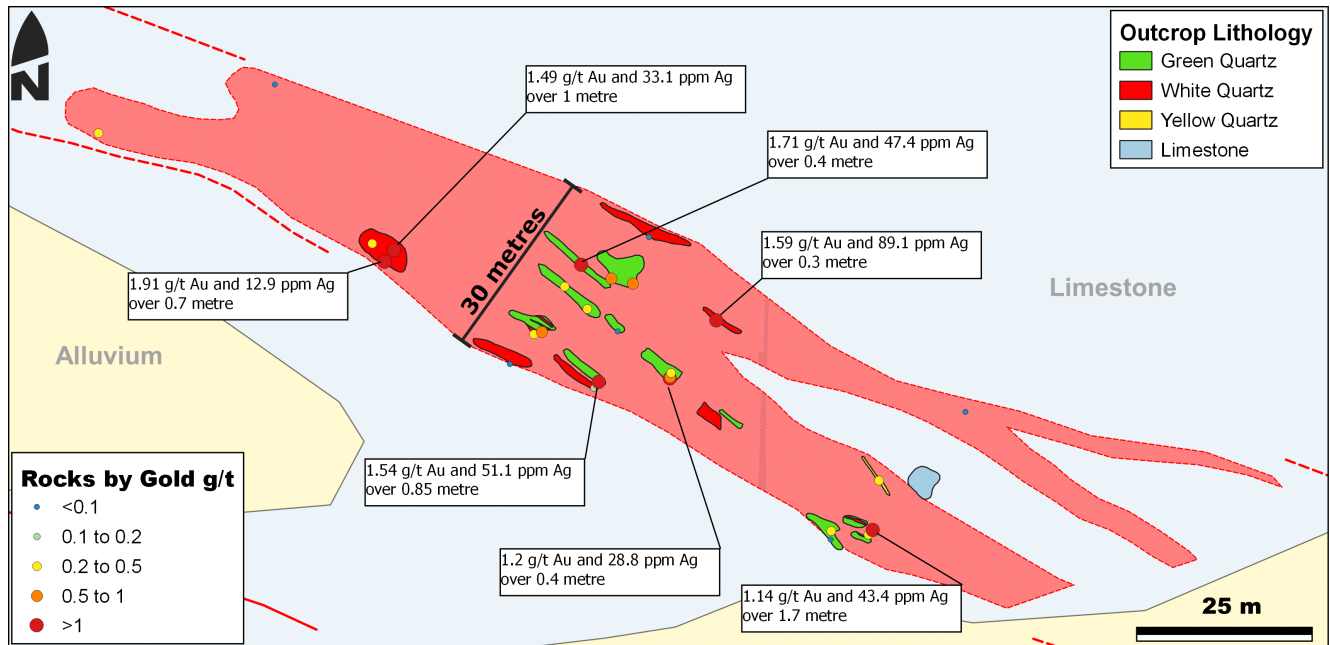 N
Outcrop Lithology
Green Quartz
White Quartz
Yellow Quartz
Limestone
1.49 g/t Au and 33.1 ppm Ag
over 1 metre
1.71 g/t Au and 47.4 ppm Ag
over 0.4 metre
30 metres
1.59 g/t Au and 89.1 ppm Ag
over 0.3 metre
1.91 g/t Au and 12.9 ppm Ag
over 0.7 metre
Limestone
Alluvium
1.54 g/t Au and 51.1 ppm Ag
over 0.85 metre
1.2 g/t Au and 28.8 ppm Ag
over 0.4 metre
1.14 g/t Au and 43.4 ppm Ag
over 1.7 metre
Rocks by Gold g/t
<0.1
0.1 to 0.2
0.2 to 0.5
0.5 to 1
>1
25 m